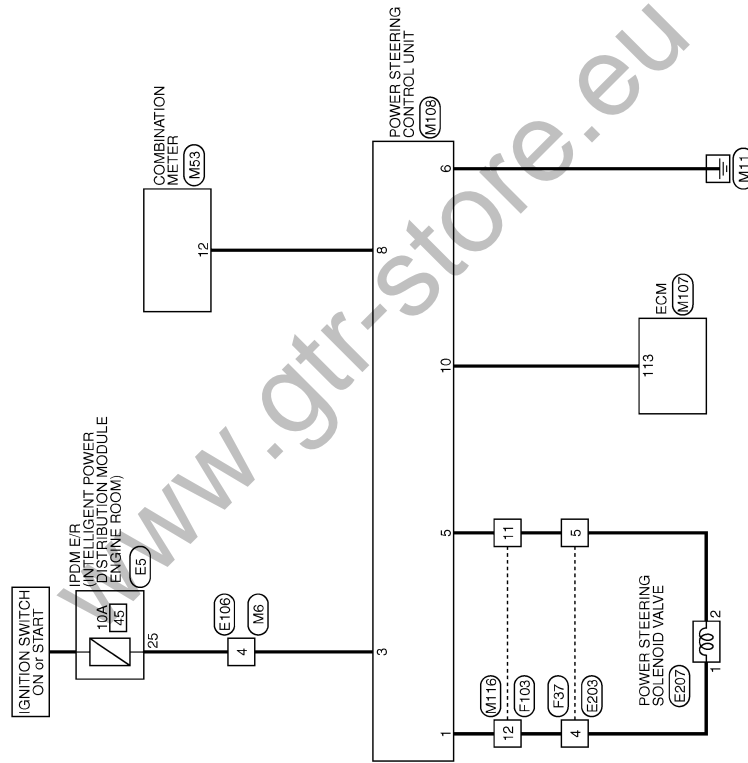 IGNITION SWITCH
ON or START
IPDM E/R
(INTELLIGENT POWER
DISTRIBUTION MODULE
ENGINE ROOM)
E5
10A
45
25
E106
4
M6
COMBINATION
METER
M53
12
POWER STEERING
CONTROL UNIT
M108
3
8
1
5
10
6
M116
12
11
F103
F37
4
5
E203
POWER STEERING
SOLENOID VALVE
E207
1
2
113
ECM
M107
M11
www.gtr-store.eu